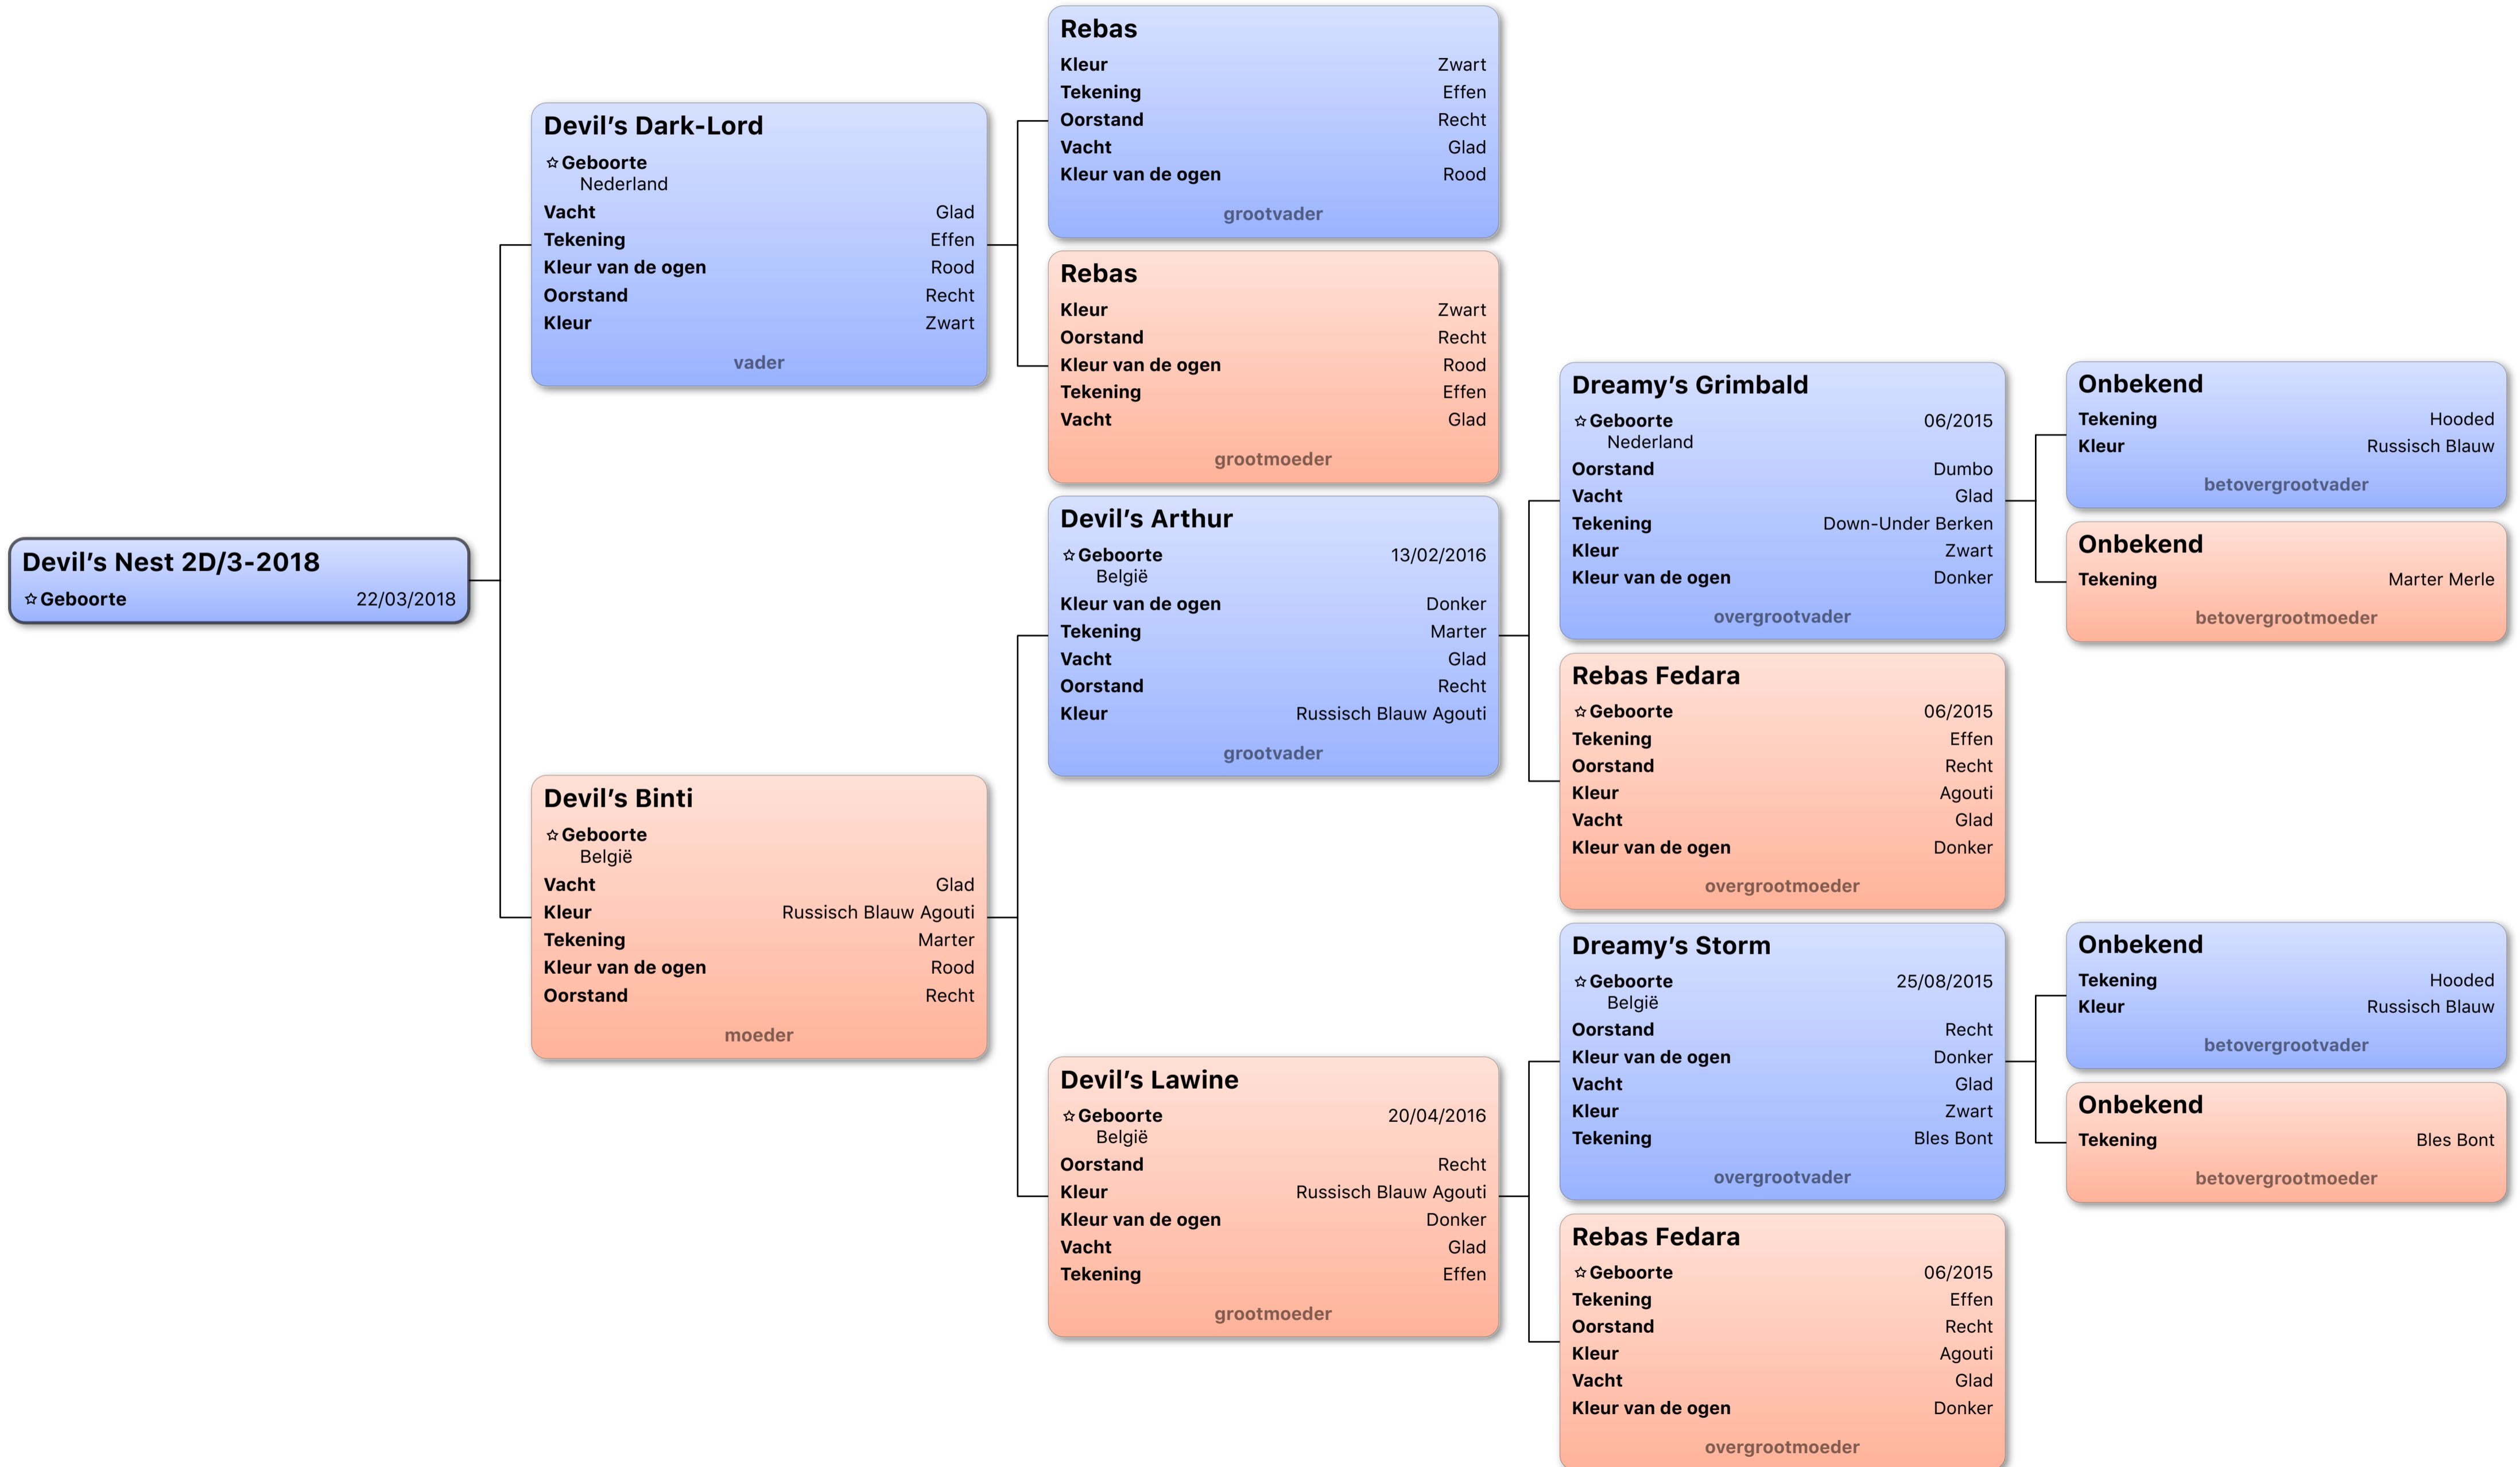 Devil’s Nest 2D/3-2018
☆ Geboorte 22/03/2018
Devil’s Dark-Lord
☆ Geboorte
Nederland
Vacht Glad
Tekening Effen
Kleur van de ogen Rood
Oorstand Recht
Kleur Zwart
vader
Devil’s Binti
☆ Geboorte
België
Vacht Glad
Kleur Russisch Blauw Agouti
Tekening Marter
Kleur van de ogen Rood
Oorstand Recht
moeder
Rebas
Kleur Zwart
Tekening Effen
Oorstand Recht
Vacht Glad
Kleur van de ogen Rood
grootvader
Rebas
Kleur Zwart
Oorstand Recht
Kleur van de ogen Rood
Tekening Effen
Vacht Glad
grootmoeder
Devil’s Arthur
☆ Geboorte 13/02/2016
België
Kleur van de ogen Donker
Tekening Marter
Vacht Glad
Oorstand Recht
Kleur Russisch Blauw Agouti
grootvader
Devil’s Lawine
☆ Geboorte 20/04/2016
België
Oorstand Recht
Kleur Russisch Blauw Agouti
Kleur van de ogen Donker
Vacht Glad
Tekening Effen
grootmoeder
Dreamy’s Grimbald
☆ Geboorte 06/2015
Nederland
Oorstand Dumbo
Vacht Glad
Tekening Down-Under Berken
Kleur Zwart
Kleur van de ogen Donker
overgrootvader
Rebas Fedara
☆ Geboorte 06/2015
Tekening Effen
Oorstand Recht
Kleur Agouti
Vacht Glad
Kleur van de ogen Donker
overgrootmoeder
Dreamy’s Storm
☆ Geboorte 25/08/2015
België
Oorstand Recht
Kleur van de ogen Donker
Vacht Glad
Kleur Zwart
Tekening Bles Bont
overgrootvader
Rebas Fedara
☆ Geboorte 06/2015
Tekening Effen
Oorstand Recht
Kleur Agouti
Vacht Glad
Kleur van de ogen Donker
overgrootmoeder
Onbekend
Tekening Hooded
Kleur Russisch Blauw
betovergrootvader
Onbekend
Tekening Marter Merle
betovergrootmoeder
Onbekend
Tekening Hooded
Kleur Russisch Blauw
betovergrootvader
Onbekend
Tekening Bles Bont
betovergrootmoeder